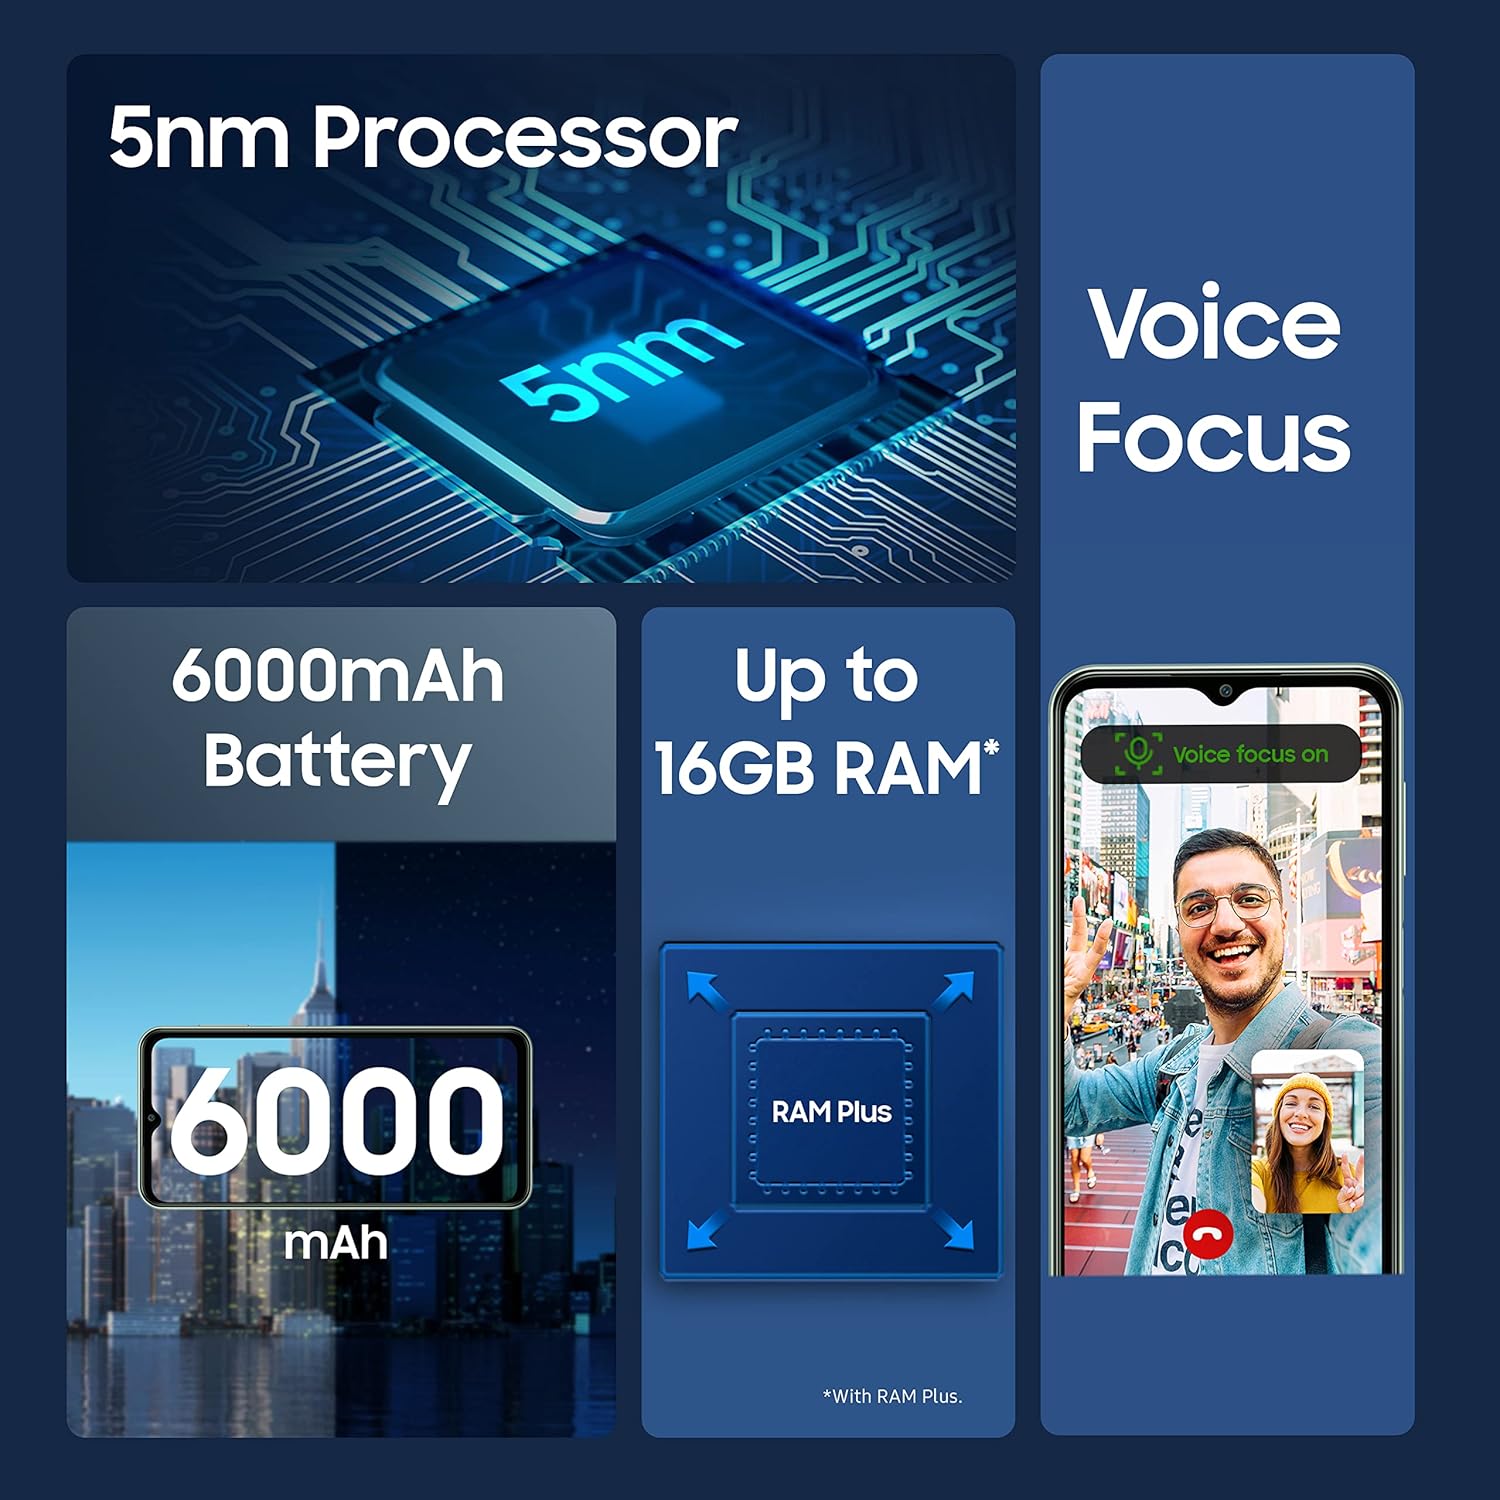 5nm Processor
5nm
Voice
Focus
6000mAh
Battery
6000
mAh
Up to
16GB RAM*
RAM Plus
*With RAM Plus.
Voice focus on